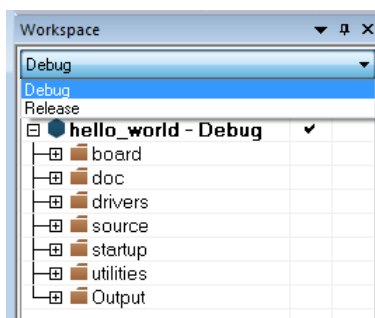 Workspace
Debug
Debug
Release
hello_world - Debug
board
doc
drivers
source
startup
utilities
Output